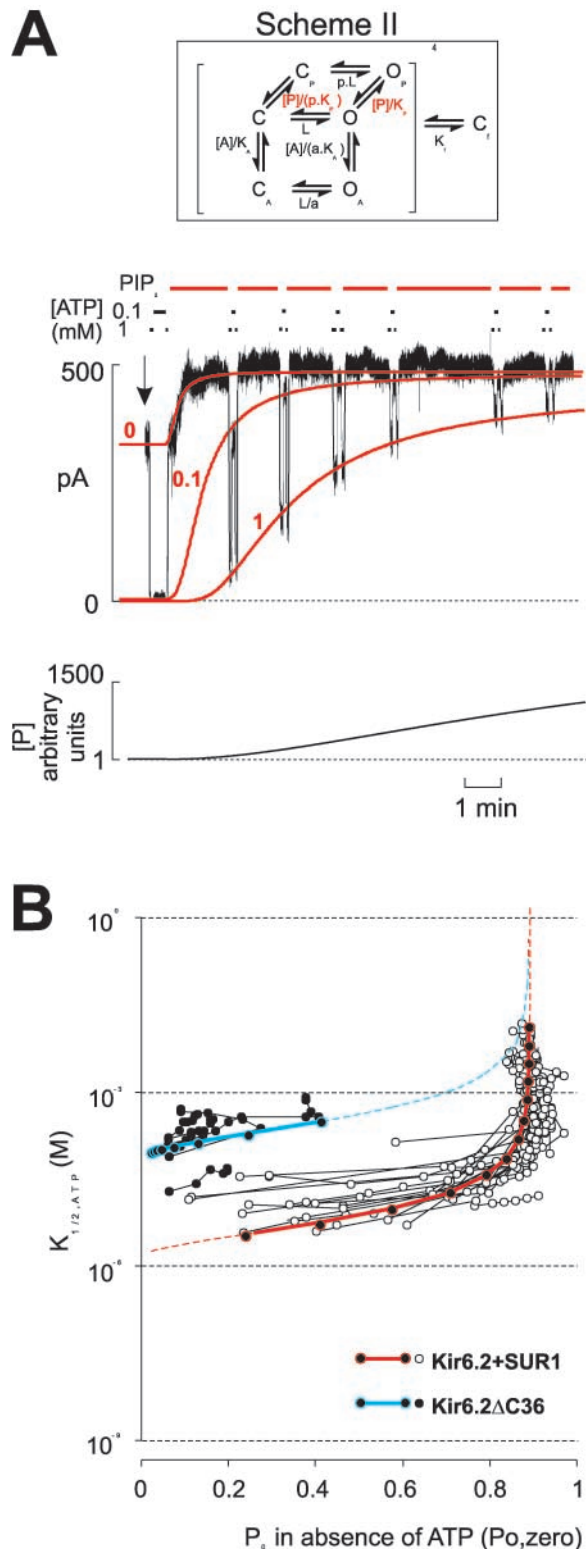 A
Scheme II
4
C P p.L O P
[P]/(p.K P) [P]/K P
C L O
[A]/K A [A]/(a.K A) K f C f
C A L/a O A
PIP 2
[ATP] 0.1
(mM) 1
500
0
0.1
1
pA
0
1500
[P]
arbitrary
units
1
1 min
B
10⁰
10⁻³
K 1/2,ATP (M)
10⁻⁶
Kir6.2+SUR1
Kir6.2ΔC36
10⁻⁹
0 0.2 0.4 0.6 0.8 1
P o in absence of ATP (Po,zero)